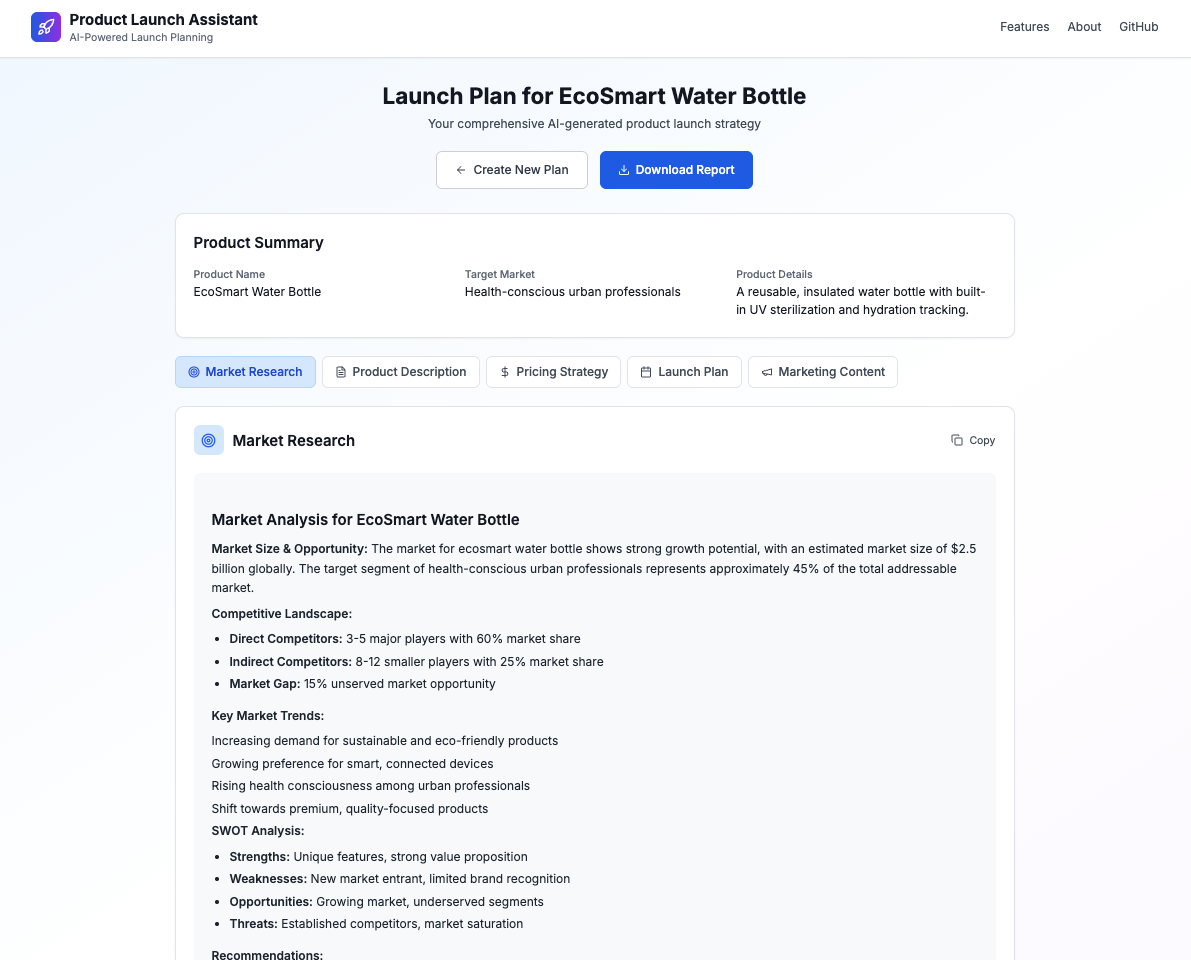 Product Launch Assistant
AI-Powered Launch Planning
Features About GitHub
Launch Plan for EcoSmart Water Bottle
Your comprehensive AI-generated product launch strategy
Create New Plan
Download Report
Product Summary
Product Name
EcoSmart Water Bottle
Target Market
Health-conscious urban professionals
Product Details
A reusable, insulated water bottle with built-
in UV sterilization and hydration tracking.
Market Research
Product Description
Pricing Strategy
Launch Plan
Marketing Content
Market Research
Copy
Market Analysis for EcoSmart Water Bottle
Market Size & Opportunity: The market for ecosmart water bottle shows strong growth potential, with an estimated market size of $2.5
billion globally. The target segment of health-conscious urban professionals represents approximately 45% of the total addressable
market.
Competitive Landscape:
• Direct Competitors: 3-5 major players with 60% market share
• Indirect Competitors: 8-12 smaller players with 25% market share
• Market Gap: 15% unserved market opportunity
Key Market Trends:
Increasing demand for sustainable and eco-friendly products
Growing preference for smart, connected devices
Rising health consciousness among urban professionals
Shift towards premium, quality-focused products
SWOT Analysis:
• Strengths: Unique features, strong value proposition
• Weaknesses: New market entrant, limited brand recognition
• Opportunities: Growing market, underserved segments
• Threats: Established competitors, market saturation
Recommendations: